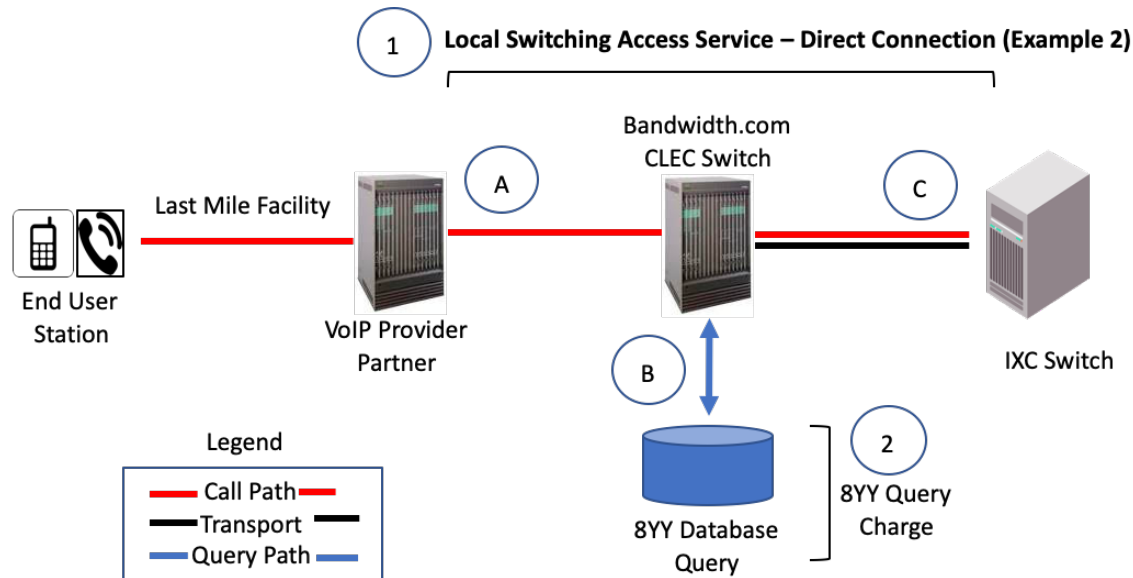 1
Local Switching Access Service – Direct Connection (Example 2)
Bandwidth.com
CLEC Switch
A
C
Last Mile Facility
End User
Station
VoIP Provider
Partner
IXC Switch
B
Legend
Call Path
Transport
Query Path
8YY Database
Query
2
8YY Query
Charge